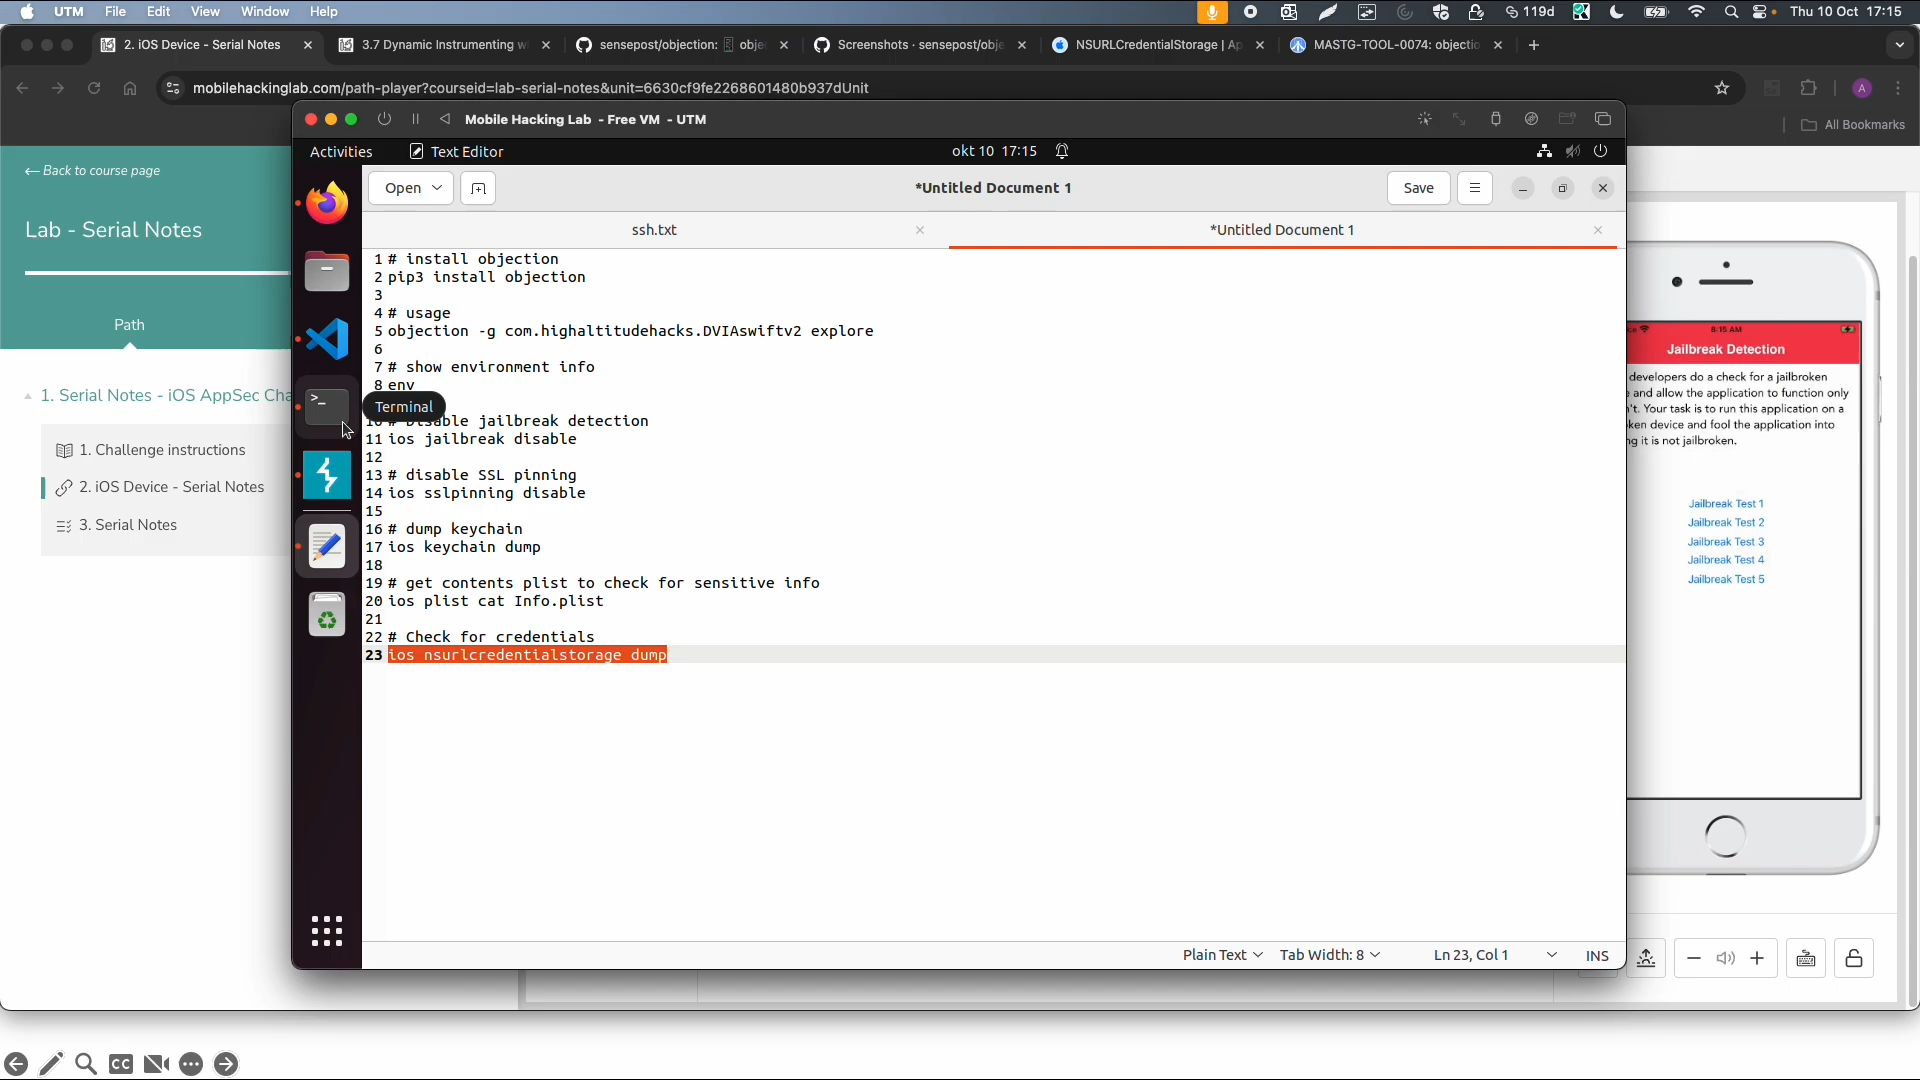 UTM File Edit View Window Help
119d Thu 10 Oct 17:15
2. iOS Device - Serial Notes
3.7 Dynamic Instrumenting w
sensepost/objection: obje
Screenshots · sensepost/obje
NSURLCredentialStorage | Ap
MASTG-TOOL-0074: objectio
mobilehackinglab.com/path-player?courseid=lab-serial-notes&unit=6630cf9fe2268601480b937dUnit
A
All Bookmarks
Mobile Hacking Lab - Free VM - UTM
Activities Text Editor okt 10 17:15
← Back to course page
Lab - Serial Notes
Path
1. Serial Notes - iOS AppSec Cha
1. Challenge instructions
2. iOS Device - Serial Notes
3. Serial Notes
Open *Untitled Document 1 Save
ssh.txt *Untitled Document 1
1 # install objection
2 pip3 install objection
3
4 # usage
5 objection -g com.highaltitudehacks.DVIAswiftv2 explore
6
7 # show environment info
8 env
Terminal
10 # Disable jailbreak detection
11 ios jailbreak disable
12
13 # disable SSL pinning
14 ios sslpinning disable
15
16 # dump keychain
17 ios keychain dump
18
19 # get contents plist to check for sensitive info
20 ios plist cat Info.plist
21
22 # Check for credentials
23 ios nsurlcredentialstorage dump
Plain Text Tab Width: 8 Ln 23, Col 1 INS
8:15 AM
Jailbreak Detection
developers do a check for a jailbroken
and allow the application to function only
't. Your task is to run this application on a
ken device and fool the application into
ng it is not jailbroken.
Jailbreak Test 1
Jailbreak Test 2
Jailbreak Test 3
Jailbreak Test 4
Jailbreak Test 5
CC